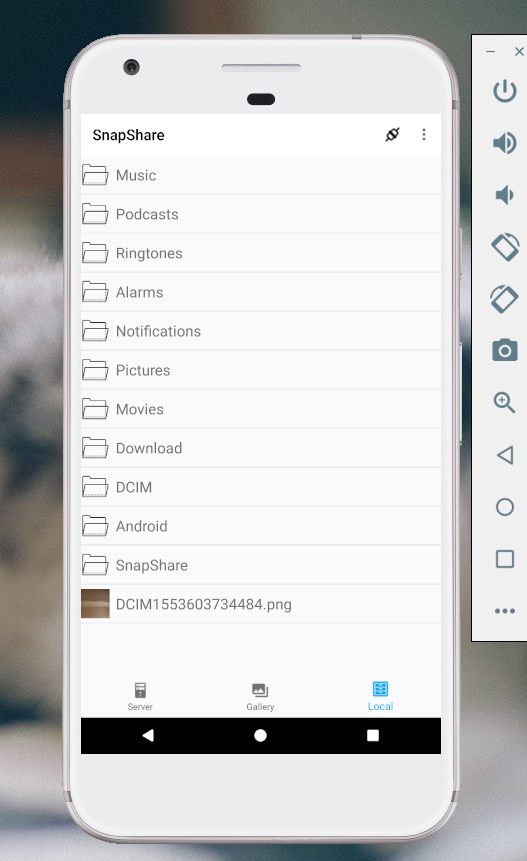 SnapShare
Music
Podcasts
Ringtones
Alarms
Notifications
Pictures
Movies
Download
DCIM
Android
SnapShare
DCIM1553603734484.png
Server
Gallery
Local